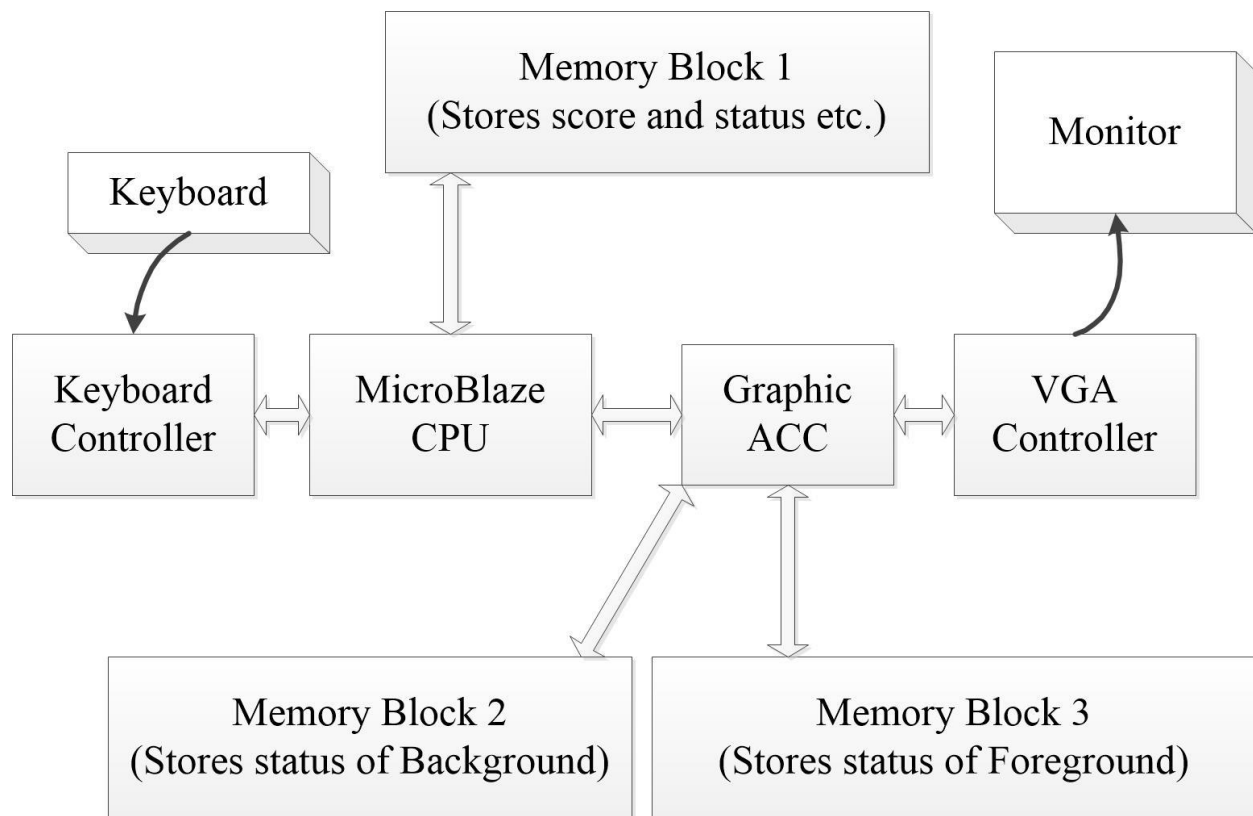 Memory Block 1
(Stores score and status etc.)
Monitor
Keyboard
Keyboard
Controller
MicroBlaze
CPU
Graphic
ACC
VGA
Controller
Memory Block 2
(Stores status of Background)
Memory Block 3
(Stores status of Foreground)